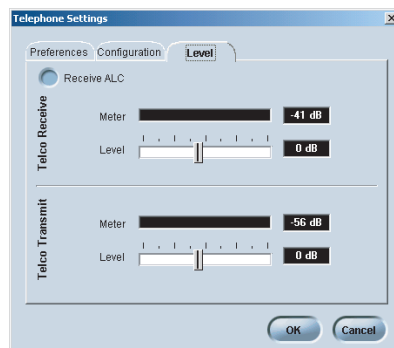 Telephone Settings
Preferences Configuration Level
Receive ALC
Telco Receive
Meter -41 dB
Level 0 dB
Telco Transmit
Meter -56 dB
Level 0 dB
OK Cancel